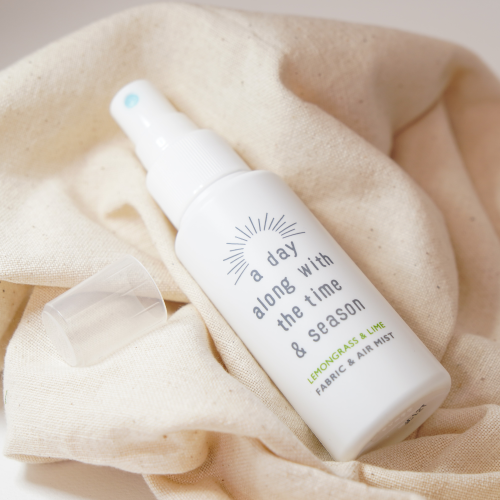 a day
along with
the time
& season
LEMONGRASS & LIME
FABRIC & AIR MIST